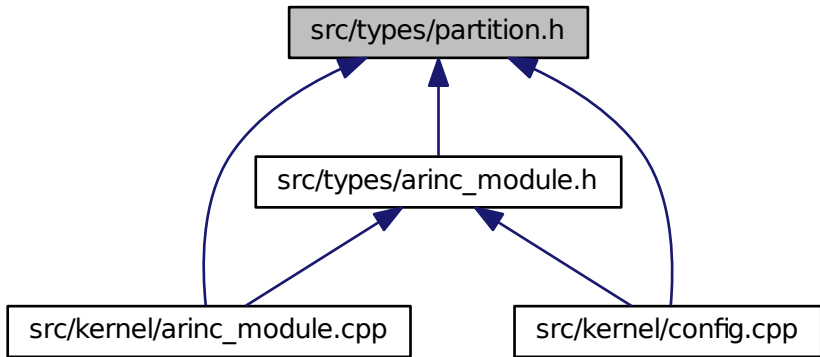 src/types/partition.h
src/types/arinc_module.h
src/kernel/arinc_module.cpp
src/kernel/config.cpp